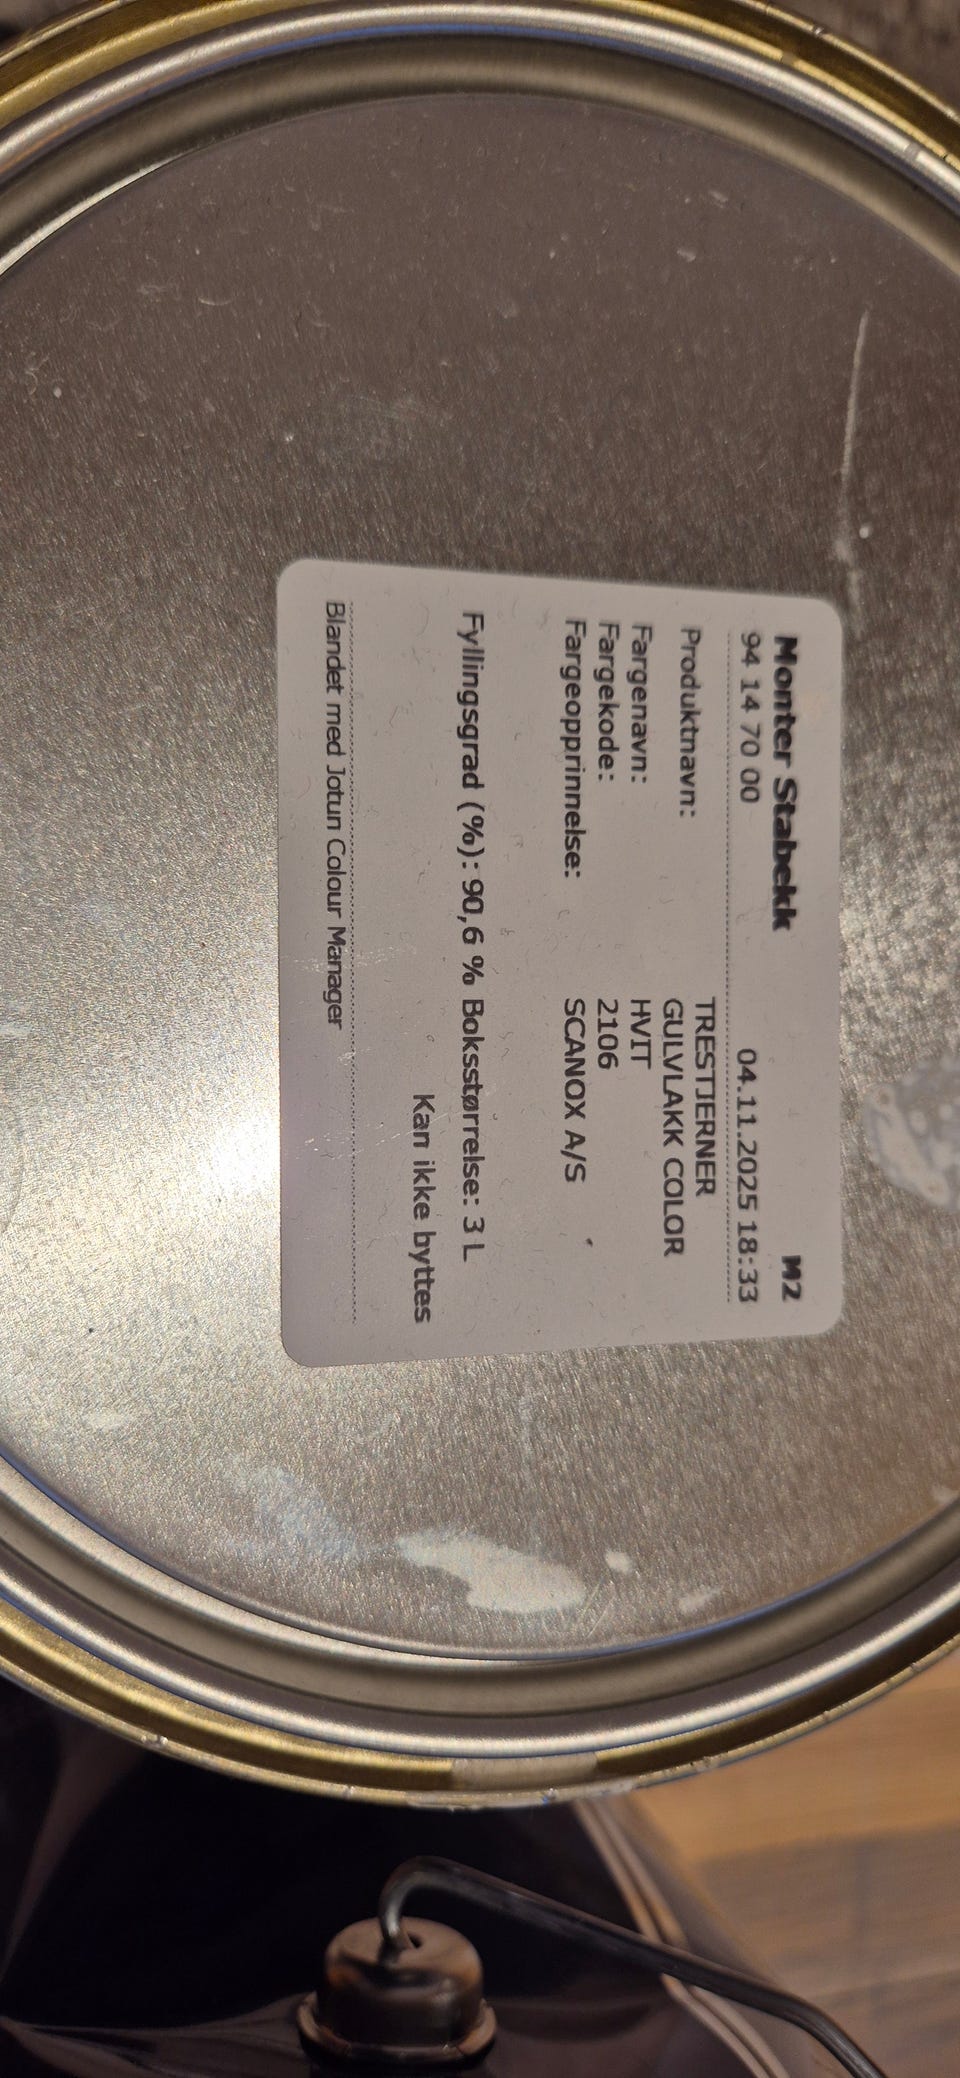 Monter Stabekk M2
94 14 70 00 04.11.2025 18:33
Produktnavn: TRESTJERNER
GULVLAKK COLOR
Fargenavn: HVIT
Fargekode: 2106
Fargeopprinnelse: SCANOX A/S
Fyllingsgrad (%): 90,6 % Boksstørrelse: 3 L
Kan ikke byttes
Blandet med Jotun Colour Manager